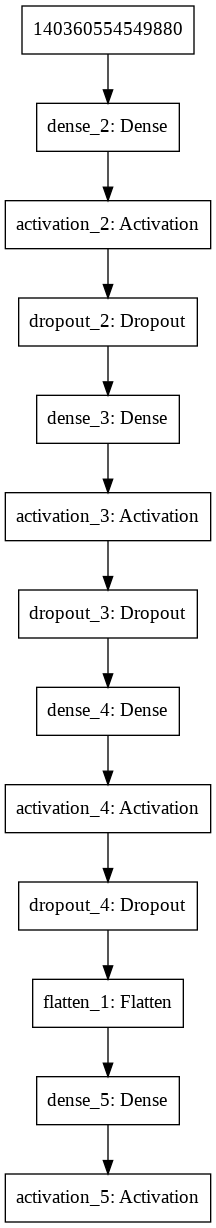 140360554549880
dense_2: Dense
activation_2: Activation
dropout_2: Dropout
dense_3: Dense
activation_3: Activation
dropout_3: Dropout
dense_4: Dense
activation_4: Activation
dropout_4: Dropout
flatten_1: Flatten
dense_5: Dense
activation_5: Activation